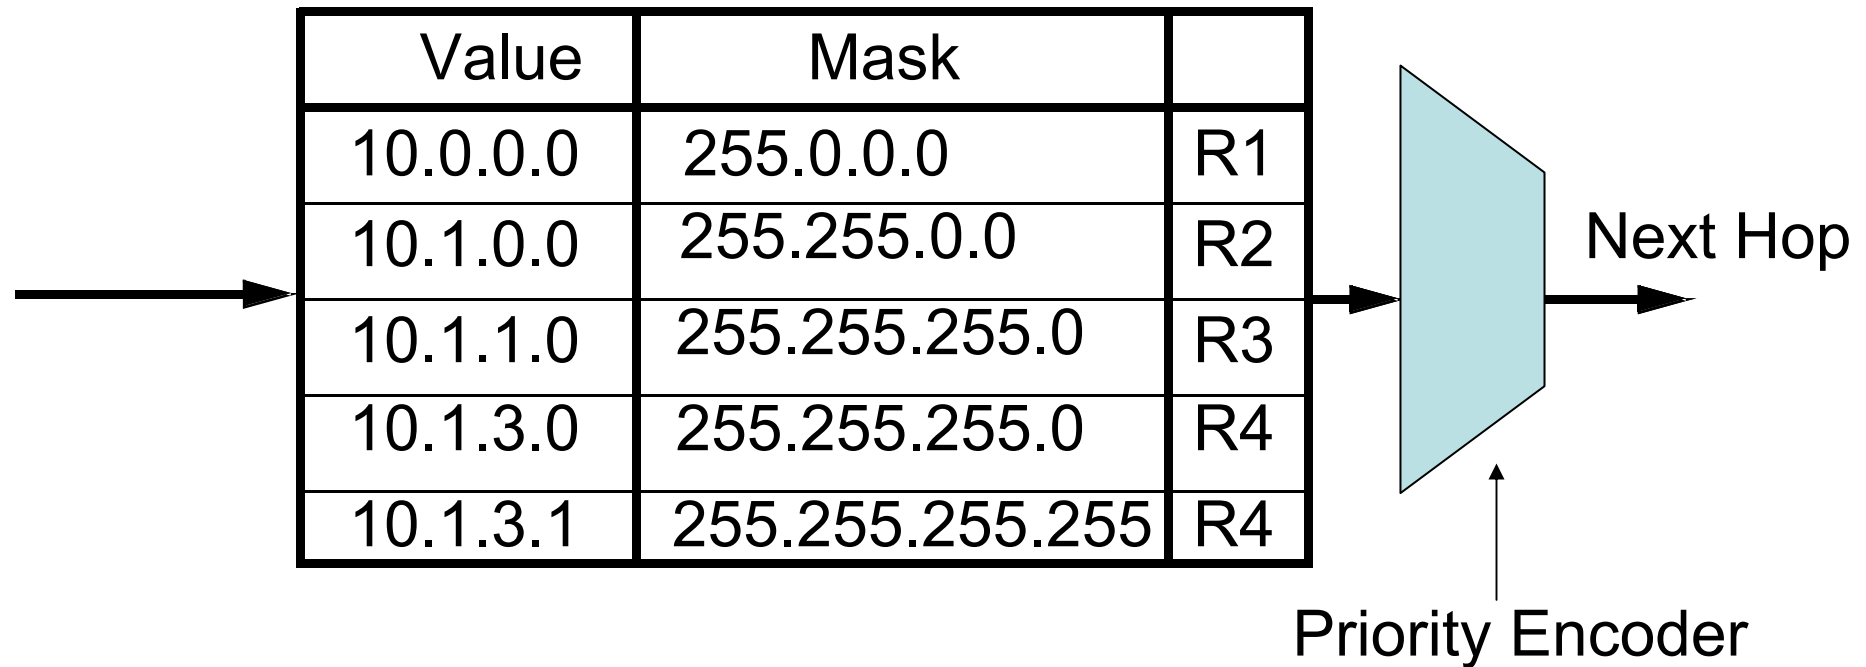 Value Mask
10.0.0.0 255.0.0.0 R1
10.1.0.0 255.255.0.0 R2
10.1.1.0 255.255.255.0 R3
10.1.3.0 255.255.255.0 R4
10.1.3.1 255.255.255.255 R4
Next Hop
Priority Encoder